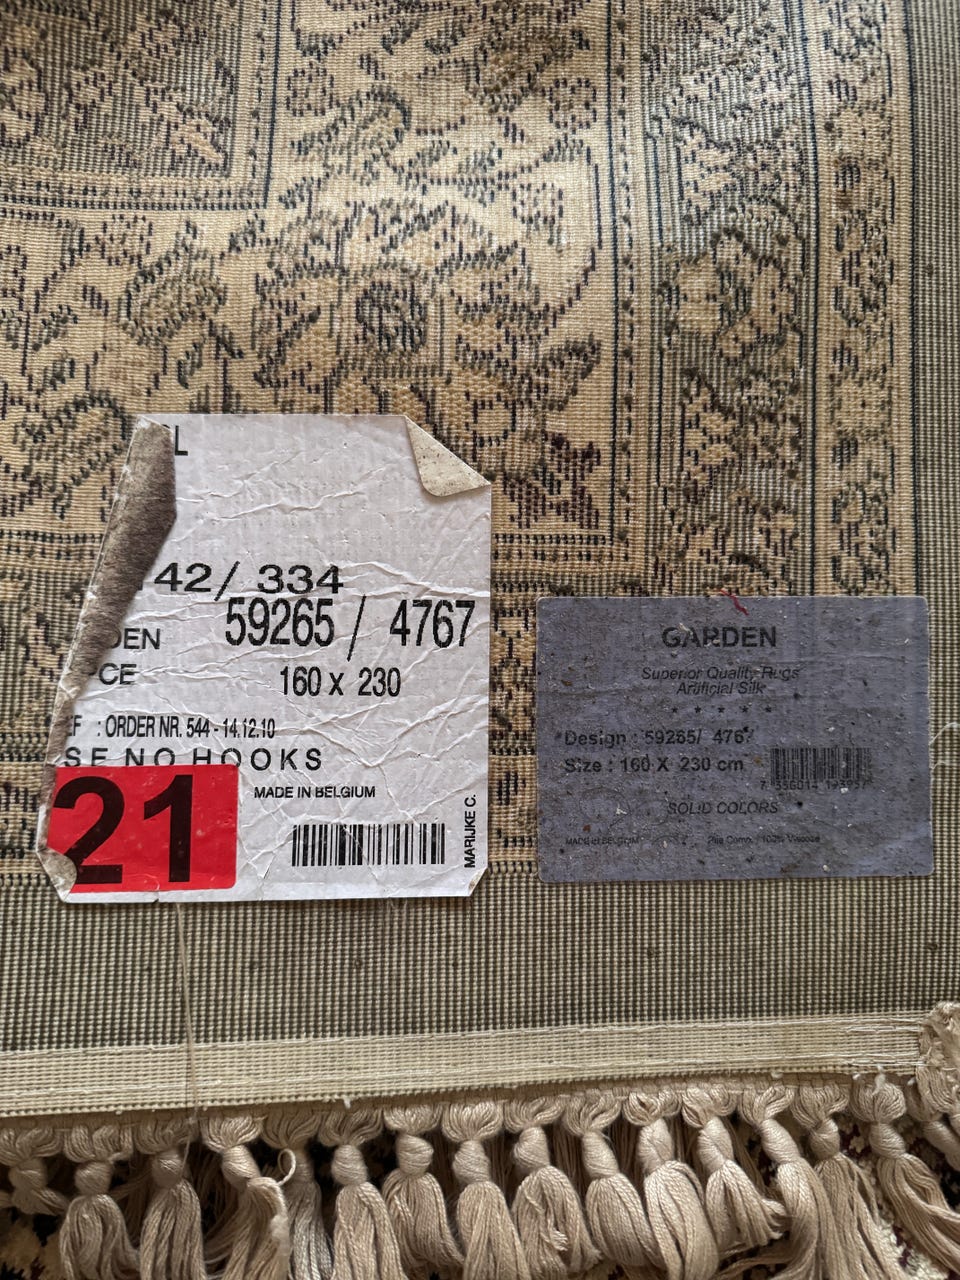 L
42/ 334
59265 / 4767
DEN
CE
160 x 230
EF : ORDER NR. 544 - 14.12.10
SE NO HOOKS
21
MADE IN BELGIUM
MARIJKE C.
GARDEN
Superior Quality Rugs
Artificial Silk
* * * * *
Design : 59265/ 4767
Size : 160 X 230 cm
SOLID COLORS
MADE in BELGIUM
Pile Comp. : 100% Viscose